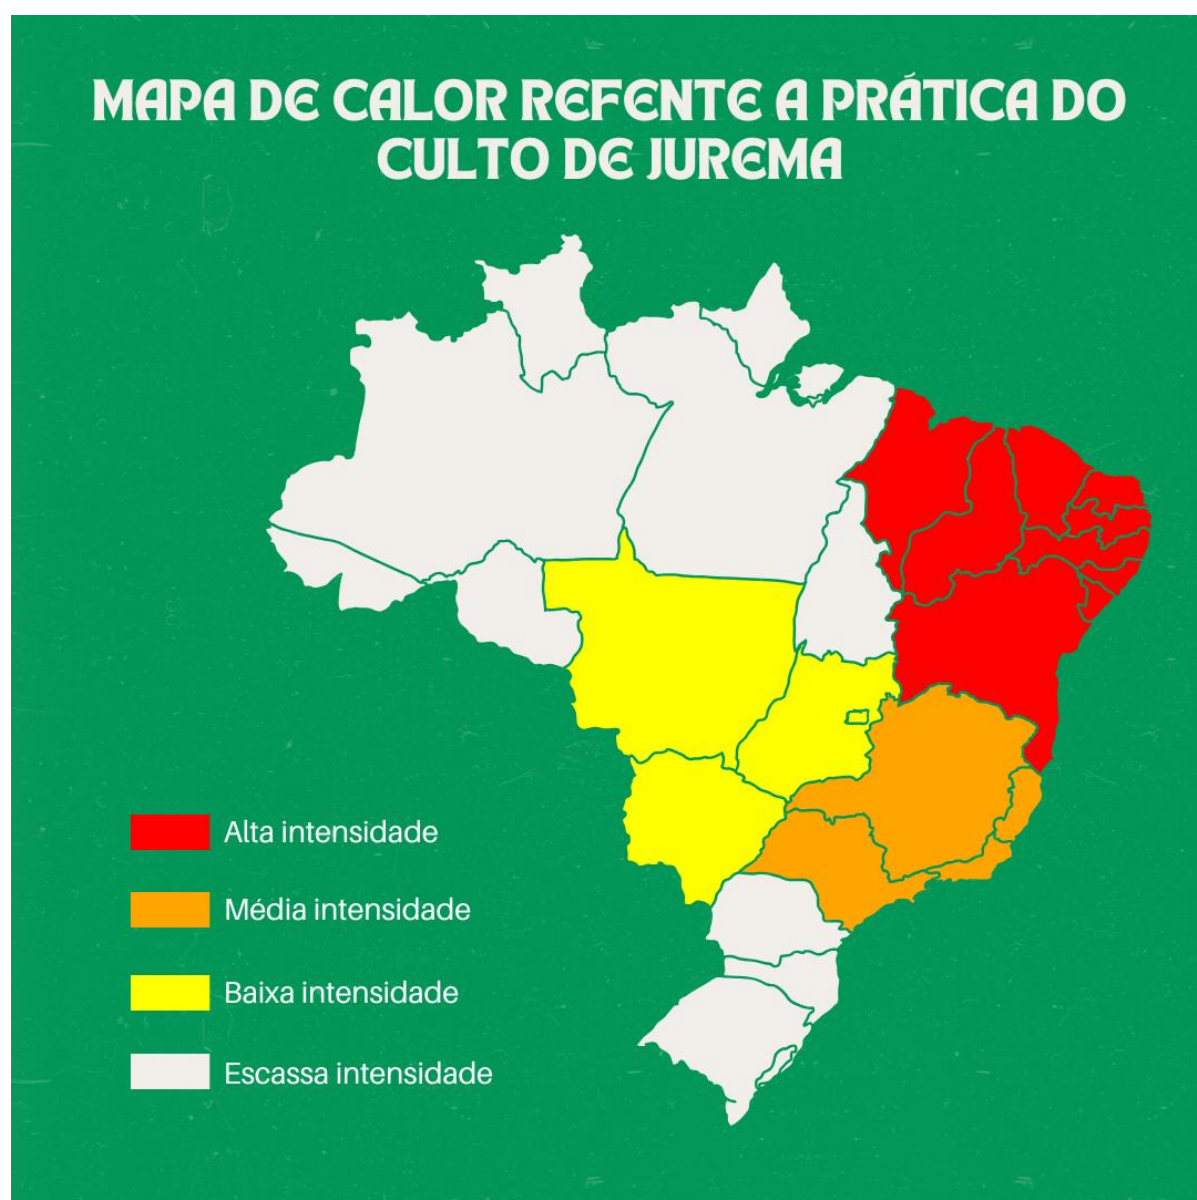 MAPA DE CALOR REFENTE A PRÁTICA DO
CULTO DE JUREMA
Alta intensidade
Média intensidade
Baixa intensidade
Escassa intensidade